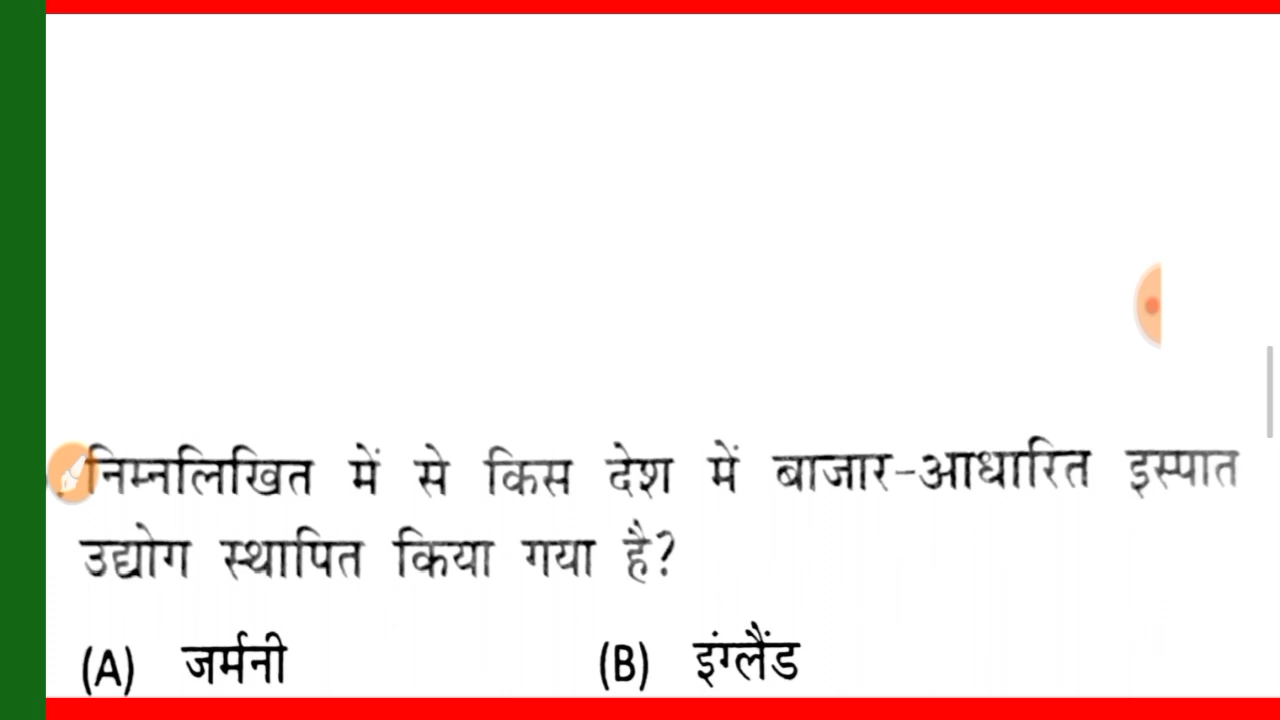 निम्नलिखित में से किस देश में बाजार-आधारित इस्पात
उद्योग स्थापित किया गया है?
(A) जर्मनी (B) इंग्लैंड